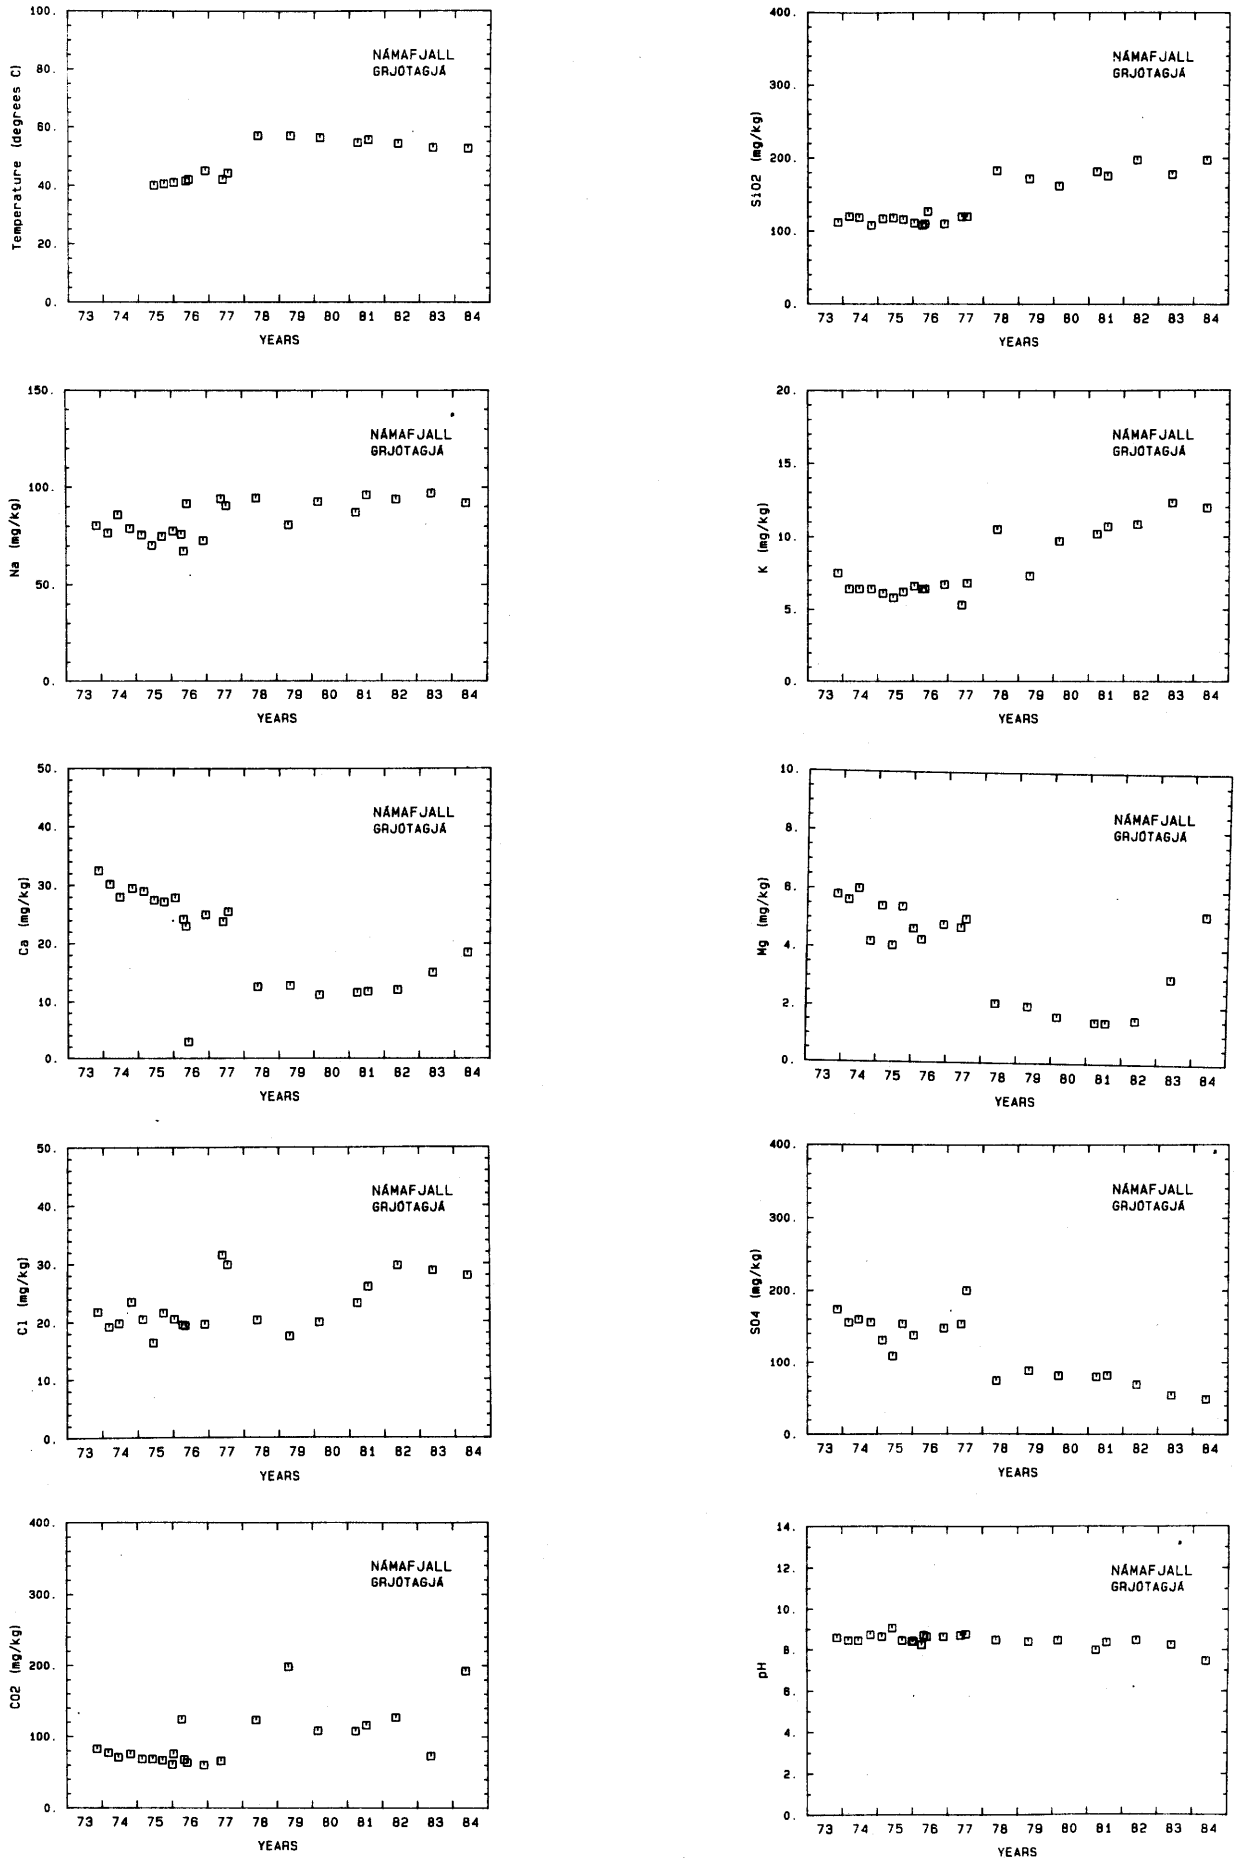 Temperature (degrees C)
100.
80.
60.
40.
20.
0.
NÁMAFJALL
GRJÓTAGJÁ
73 74 75 76 77 78 79 80 81 82 83 84
YEARS
SiO2 (mg/kg)
400.
300.
200.
100.
0.
NÁMAFJALL
GRJÓTAGJÁ
73 74 75 76 77 78 79 80 81 82 83 84
YEARS
Na (mg/kg)
150.
100.
50.
0.
NÁMAFJALL
GRJÓTAGJÁ
73 74 75 76 77 78 79 80 81 82 83 84
YEARS
K (mg/kg)
20.
15.
10.
5.
0.
NÁMAFJALL
GRJÓTAGJÁ
73 74 75 76 77 78 79 80 81 82 83 84
YEARS
Ca (mg/kg)
50.
40.
30.
20.
10.
0.
NÁMAFJALL
GRJÓTAGJÁ
73 74 75 76 77 78 79 80 81 82 83 84
YEARS
Mg (mg/kg)
10.
8.
6.
4.
2.
0.
NÁMAFJALL
GRJÓTAGJÁ
73 74 75 76 77 78 79 80 81 82 83 84
YEARS
Cl (mg/kg)
50.
40.
30.
20.
10.
0.
NÁMAFJALL
GRJÓTAGJÁ
73 74 75 76 77 78 79 80 81 82 83 84
YEARS
SO4 (mg/kg)
400.
300.
200.
100.
0.
NÁMAFJALL
GRJÓTAGJÁ
73 74 75 76 77 78 79 80 81 82 83 84
YEARS
CO2 (mg/kg)
400.
300.
200.
100.
0.
NÁMAFJALL
GRJÓTAGJÁ
73 74 75 76 77 78 79 80 81 82 83 84
YEARS
pH
14.
12.
10.
8.
6.
4.
2.
0.
NÁMAFJALL
GRJÓTAGJÁ
73 74 75 76 77 78 79 80 81 82 83 84
YEARS